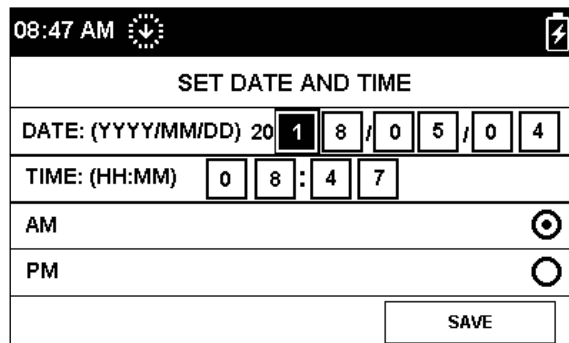 08:47 AM
SET DATE AND TIME
DATE: (YYYY/MM/DD) 20 1 8 / 0 5 / 0 4
TIME: (HH:MM) 0 8 : 4 7
AM
PM
SAVE